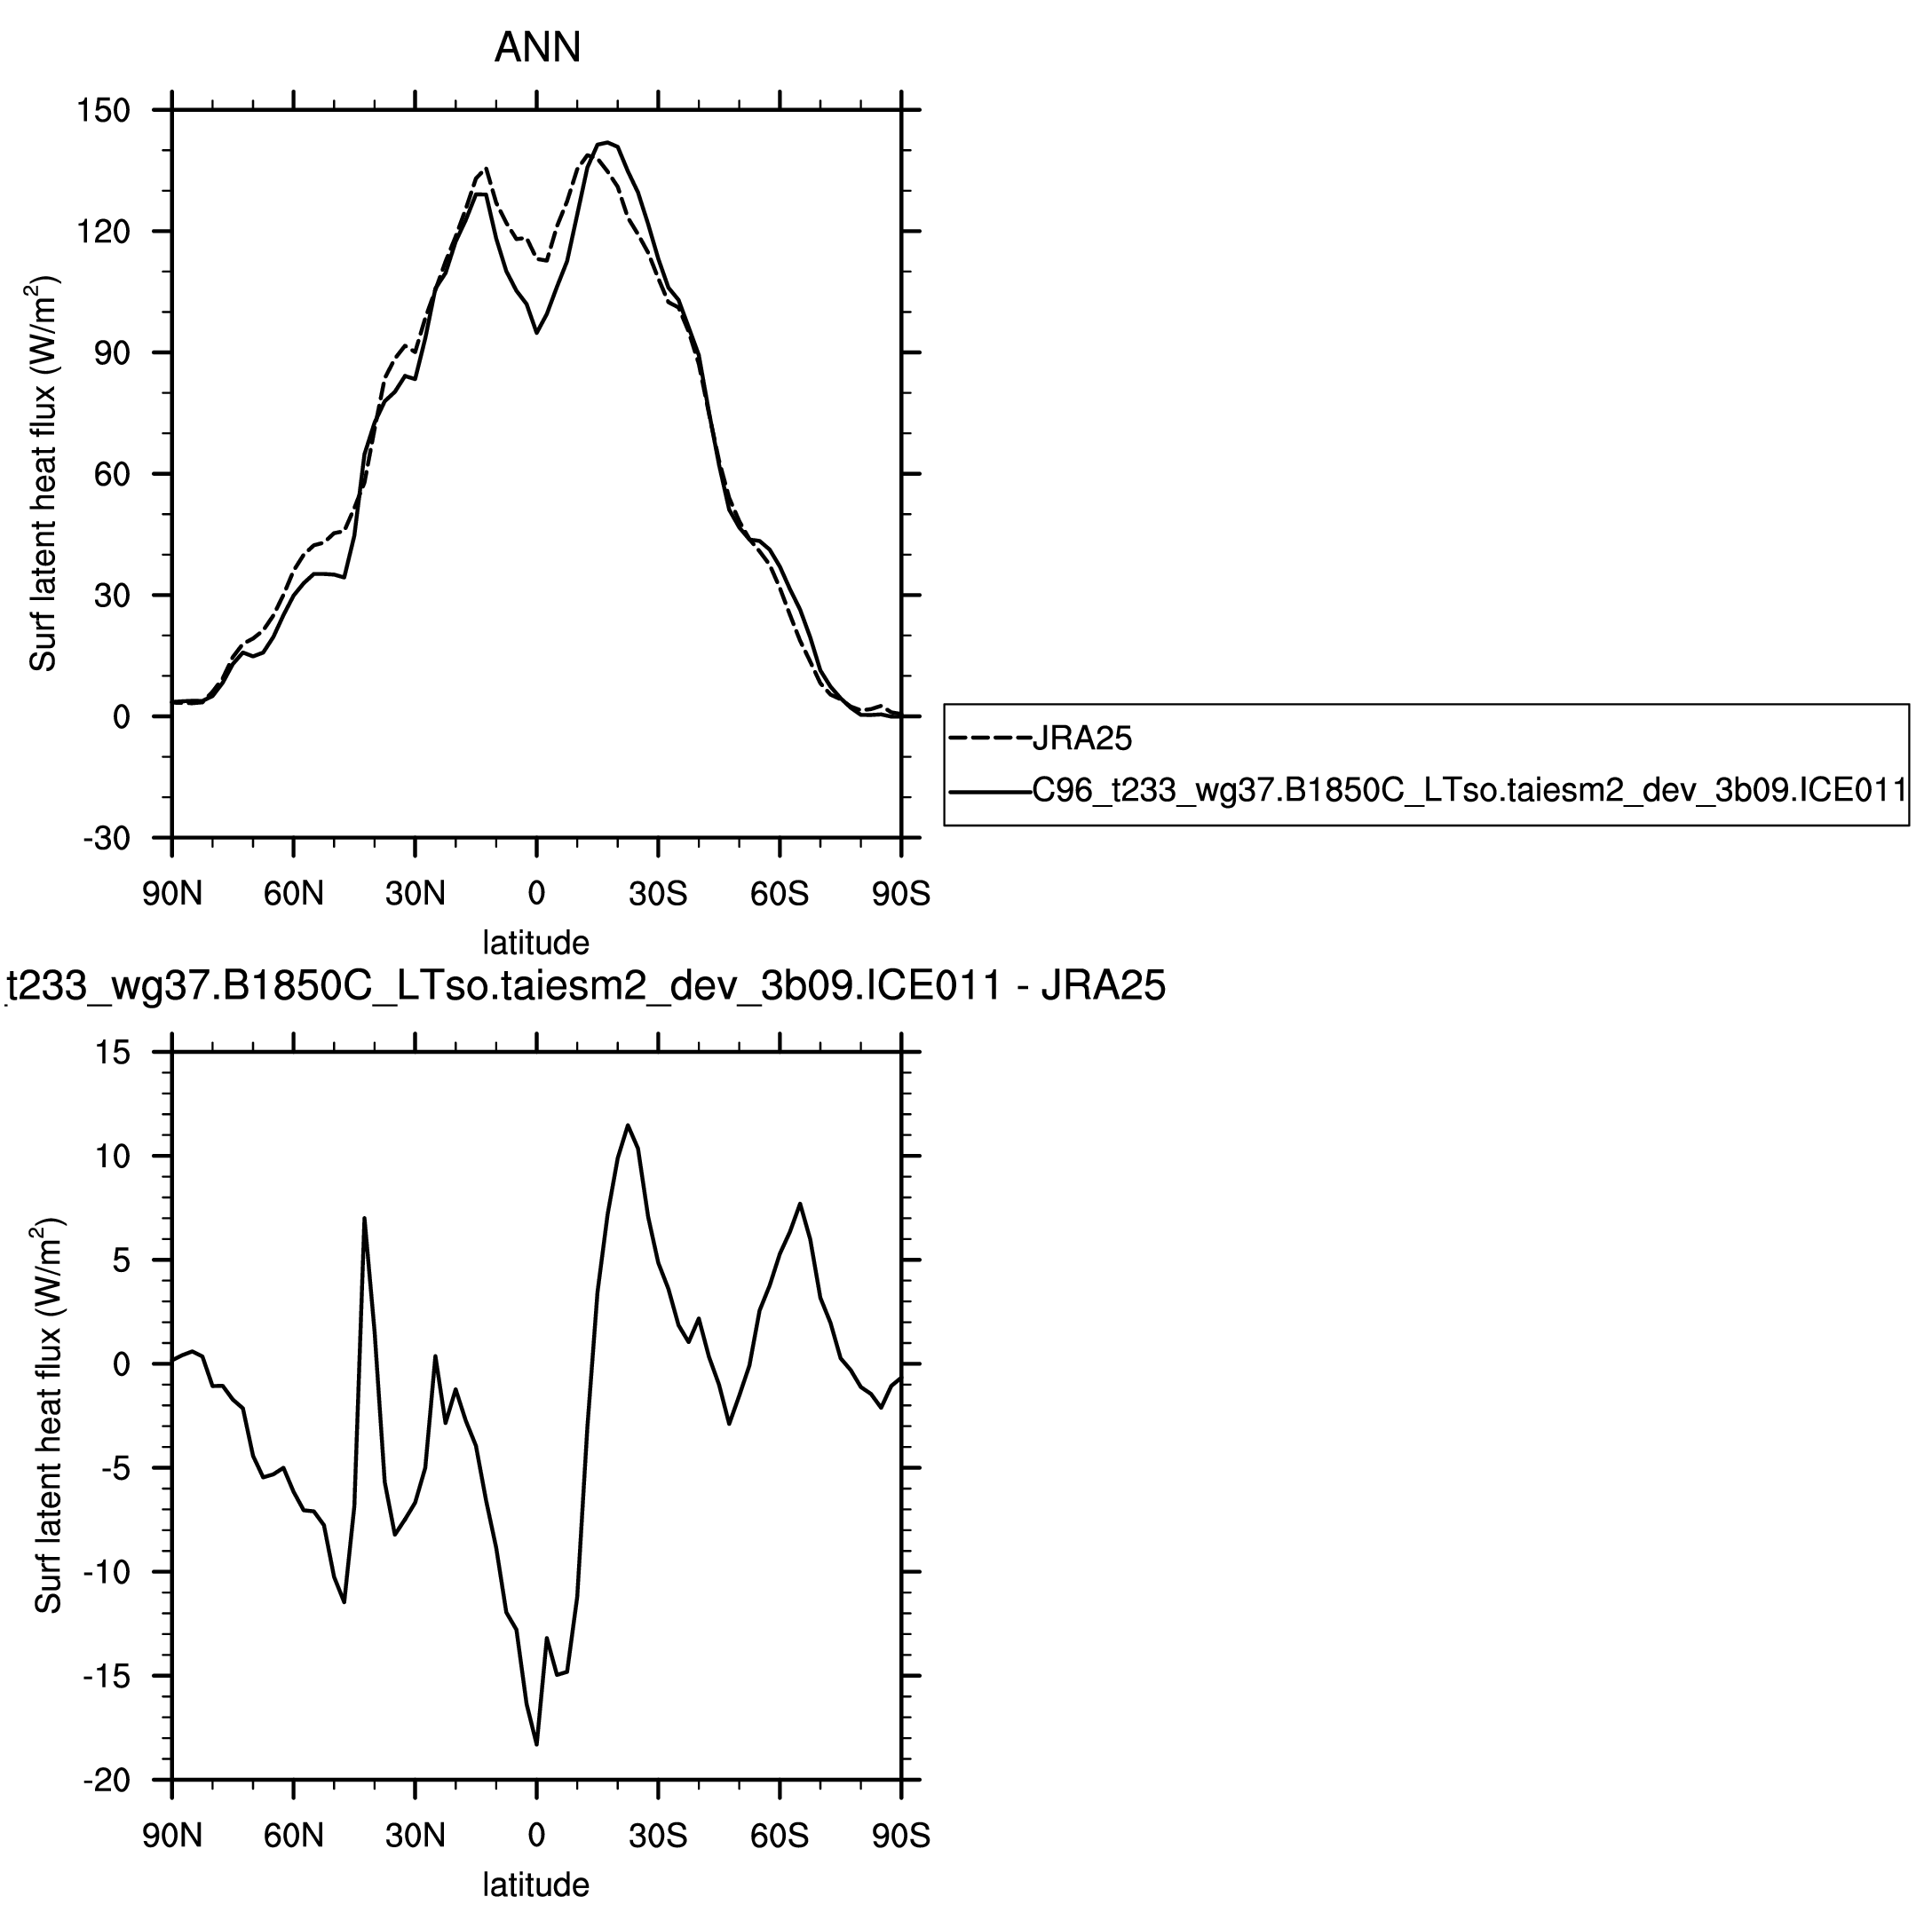 ANN
150
120
90
60
30
0
-30
Surf latent heat flux (W/m²)
90N 60N 30N 0 30S 60S 90S
latitude
JRA25
C96_t233_wg37.B1850C_LTso.taiesm2_dev_3b09.ICE011
t233_wg37.B1850C_LTso.taiesm2_dev_3b09.ICE011 - JRA25
15
10
5
0
-5
-10
-15
-20
Surf latent heat flux (W/m²)
90N 60N 30N 0 30S 60S 90S
latitude